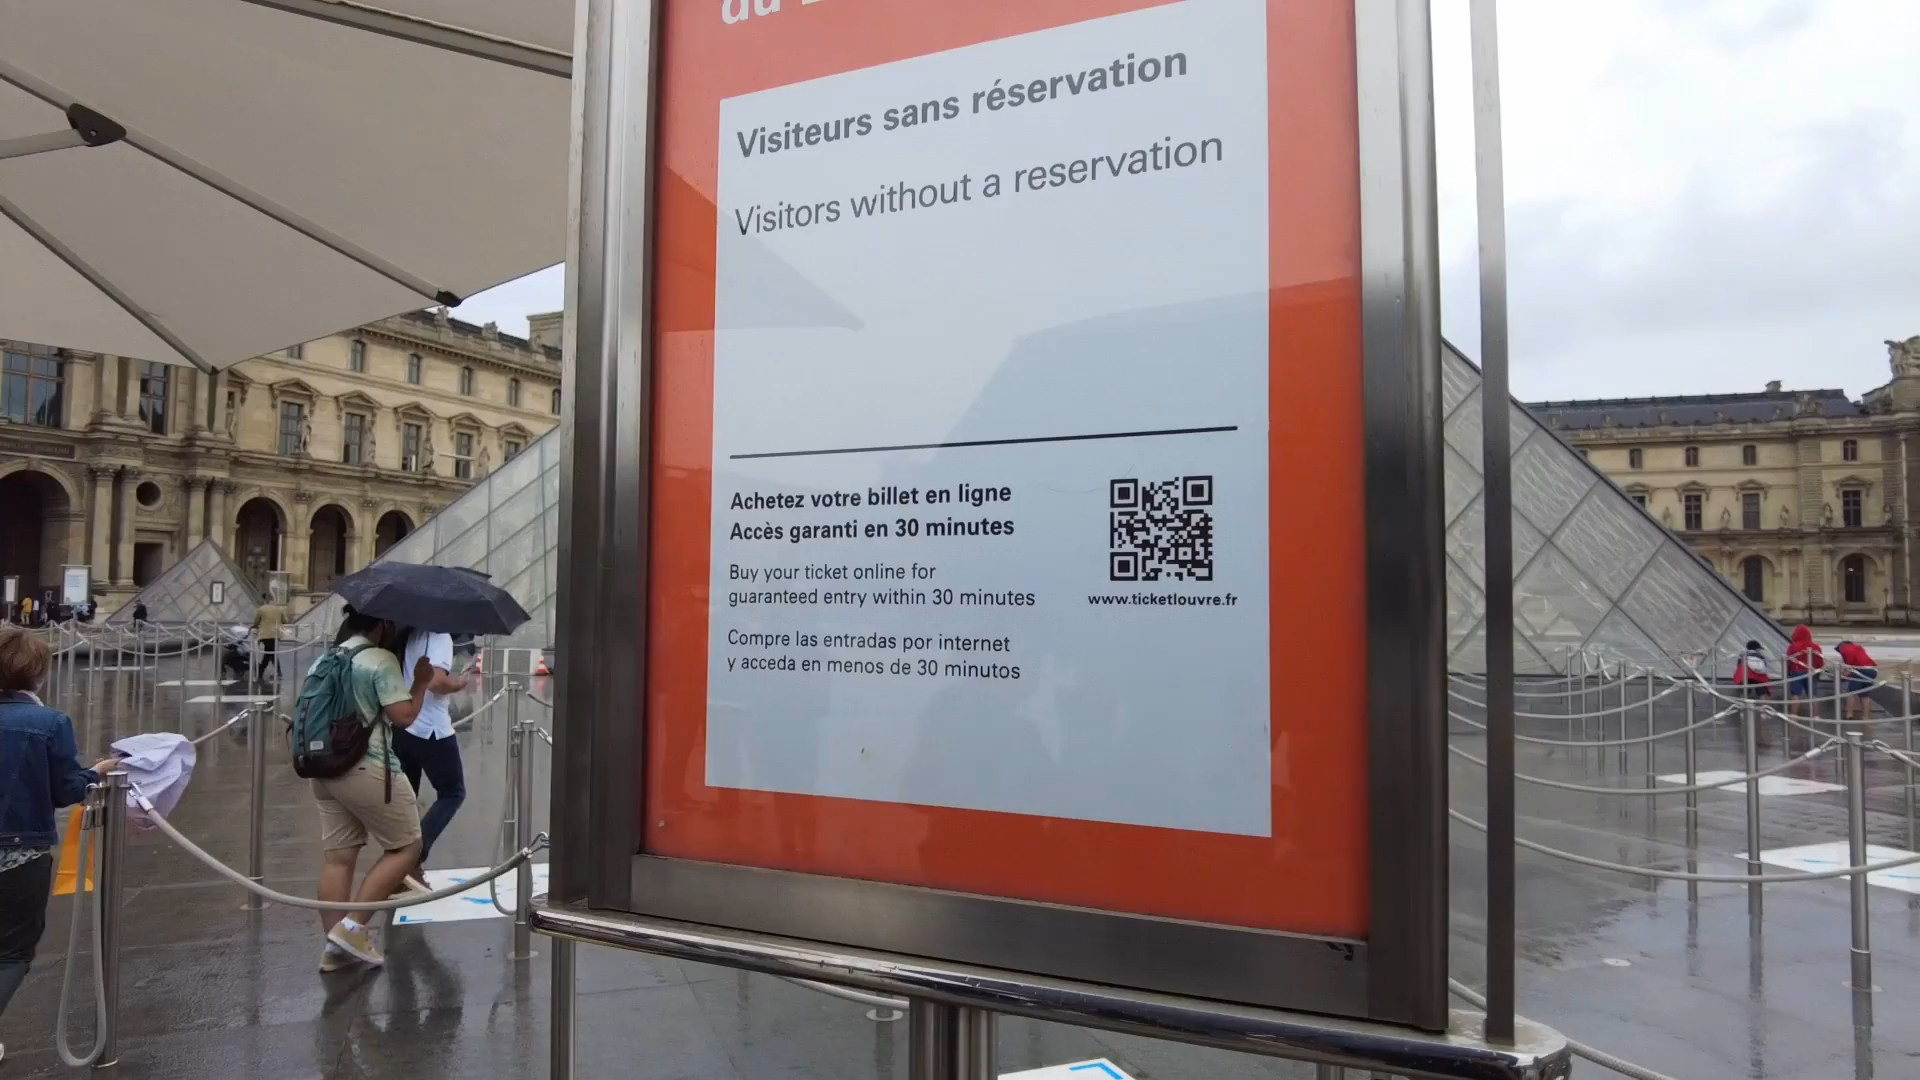 du
Visiteurs sans réservation
Visitors without a reservation
Achetez votre billet en ligne
Accès garanti en 30 minutes
Buy your ticket online for
guaranteed entry within 30 minutes
Compre las entradas por internet
y acceda en menos de 30 minutos
www.ticketlouvre.fr